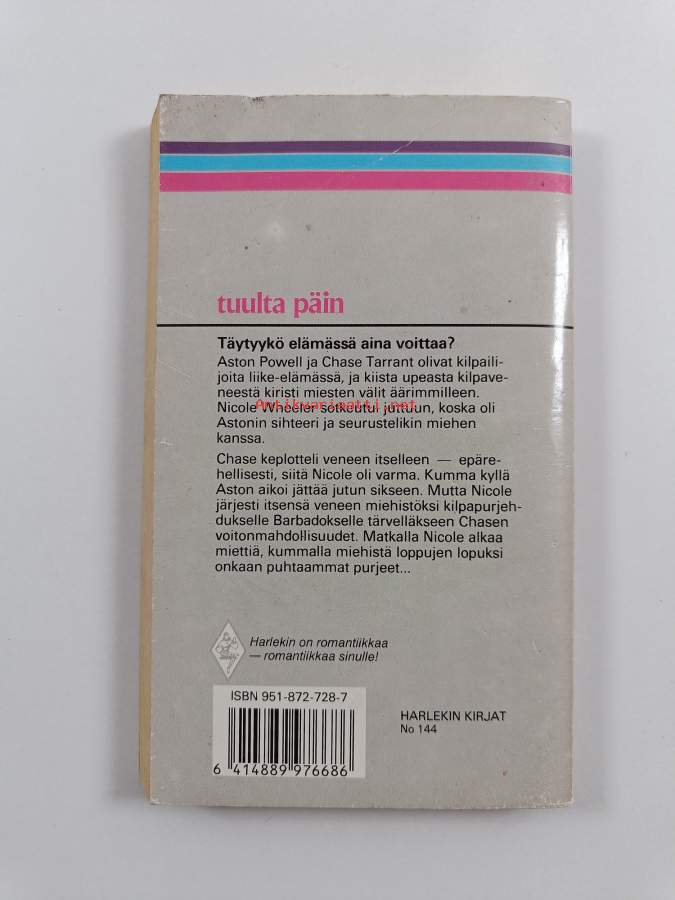 tuulta päin
Täytyykö elämässä aina voittaa?
Aston Powell ja Chase Tarrant olivat kilpaili-
joita liike-elämässä, ja kiista upeasta kilpave-
neestä kiristi miesten välit äärimmilleen.
Antikvariaatti.net
Nicole Wheeler sotkeutui juttuun, koska oli
Astonin sihteeri ja seurustelikin miehen
kanssa.
Chase keplotteli veneen itselleen — epäre-
hellisesti, siitä Nicole oli varma. Kumma kyllä
Aston aikoi jättää jutun sikseen. Mutta Nicole
järjesti itsensä veneen miehistöksi kilpapurjeh-
dukselle Barbadokselle tärvelläkseen Chasen
voitonmahdollisuudet. Matkalla Nicole alkaa
miettiä, kummalla miehistä loppujen lopuksi
onkaan puhtaammat purjeet...
Harlekin on romantiikkaa
— romantiikkaa sinulle!
ISBN 951-872-728-7
HARLEKIN KIRJAT
No 144
6 414889 976686